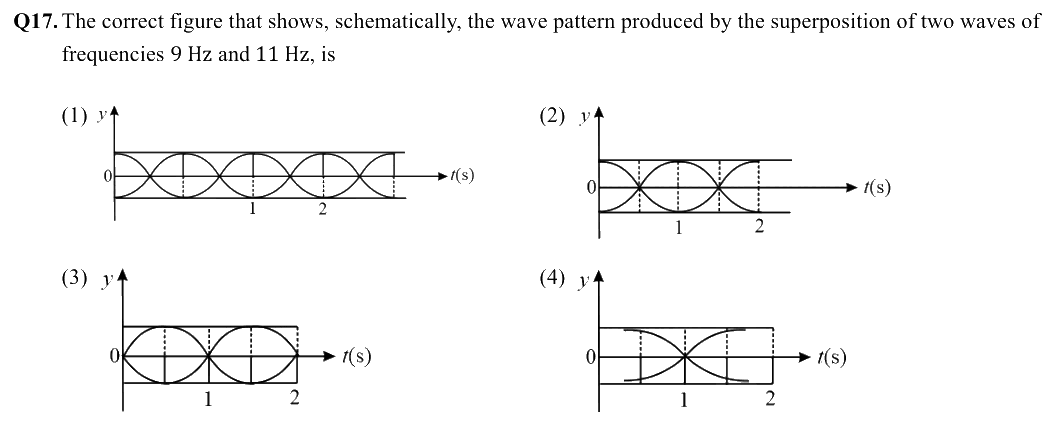 Q17. The correct figure that shows, schematically, the wave pattern produced by the superposition of two waves of
frequencies 9 Hz and 11 Hz, is
(1) y
0
t(s)
1 2
(2) y
0
t(s)
1 2
(3) y
0
t(s)
1 2
(4) y
0
t(s)
1 2